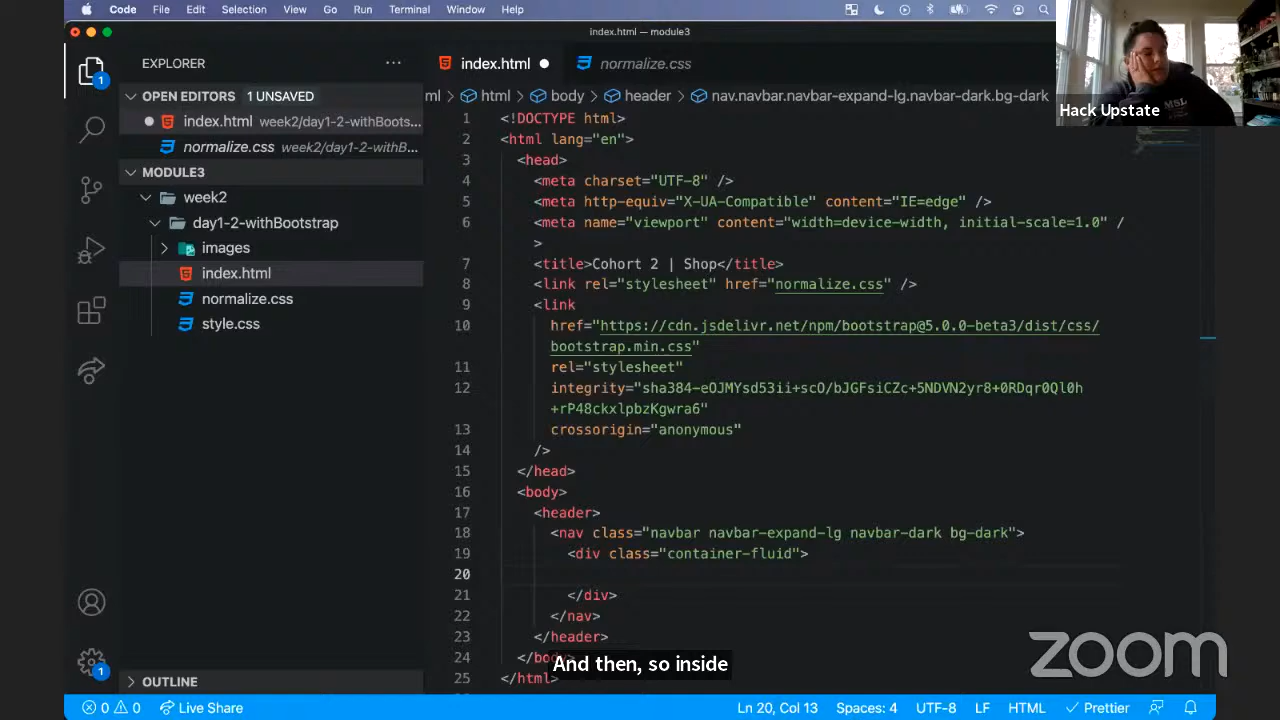 Code File Edit Selection View Go Run Terminal Window Help
index.html — module3
EXPLORER
index.html
normalize.css
OPEN EDITORS 1 UNSAVED
ml > html > body > header > nav.navbar.navbar-expand-lg.navbar-dark.bg-dark
Hack Upstate
index.html week2/day1-2-withBoots...
normalize.css week2/day1-2-withB...
MODULE3
week2
day1-2-withBootstrap
images
index.html
normalize.css
style.css
OUTLINE
1 <!DOCTYPE html>
2 <html lang="en">
3 <head>
4 <meta charset="UTF-8" />
5 <meta http-equiv="X-UA-Compatible" content="IE=edge" />
6 <meta name="viewport" content="width=device-width, initial-scale=1.0" /
>
7 <title>Cohort 2 | Shop</title>
8 <link rel="stylesheet" href="normalize.css" />
9 <link
10 href="https://cdn.jsdelivr.net/npm/bootstrap@5.0.0-beta3/dist/css/
bootstrap.min.css"
11 rel="stylesheet"
12 integrity="sha384-eOJMYsd53ii+scO/bJGFsiCZc+5NDVN2yr8+0RDqr0Ql0h
+rP48ckxlpbzKgwra6"
13 crossorigin="anonymous"
14 />
15 </head>
16 <body>
17 <header>
18 <nav class="navbar navbar-expand-lg navbar-dark bg-dark">
19 <div class="container-fluid">
20
21 </div>
22 </nav>
23 </header>
24 </bod
25 </html>
And then, so inside
zoom
1
1
0 0 Live Share
Ln 20, Col 13 Spaces: 4 UTF-8 LF HTML Prettier